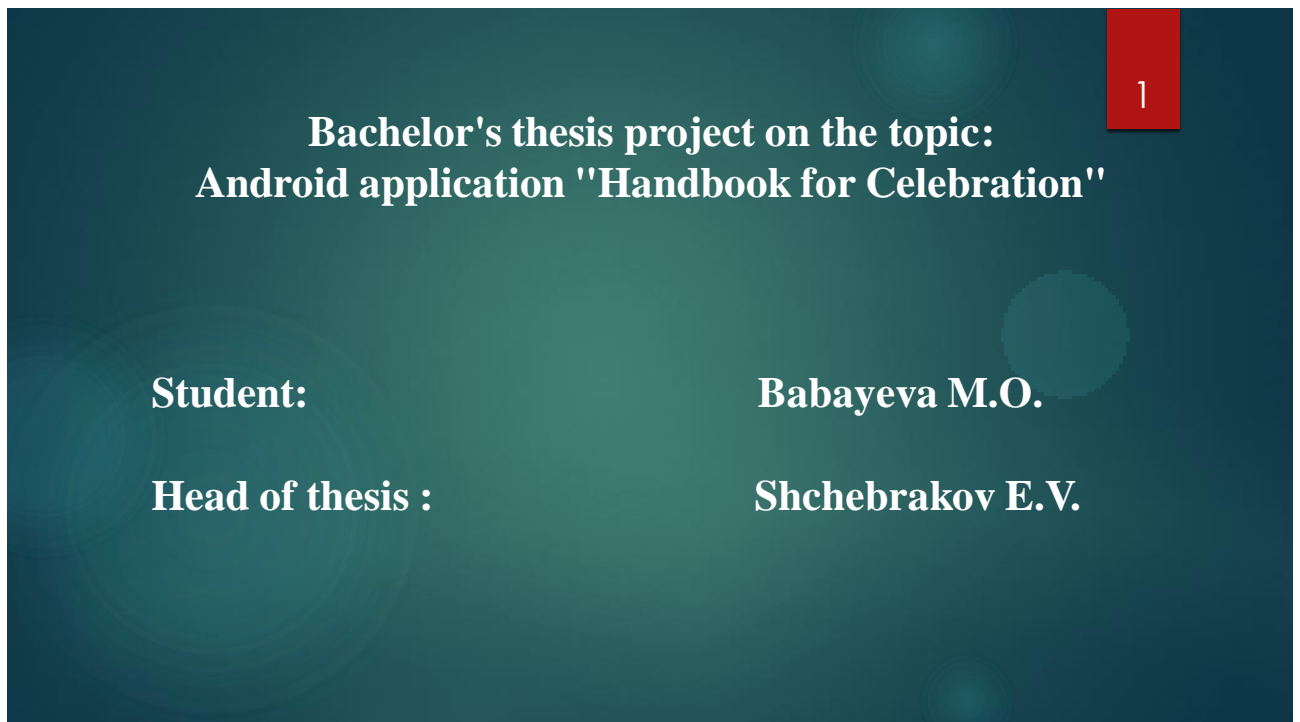 1
Bachelor's thesis project on the topic:
Android application "Handbook for Celebration"
Student: Babayeva M.O.
Head of thesis : Shchebrakov E.V.